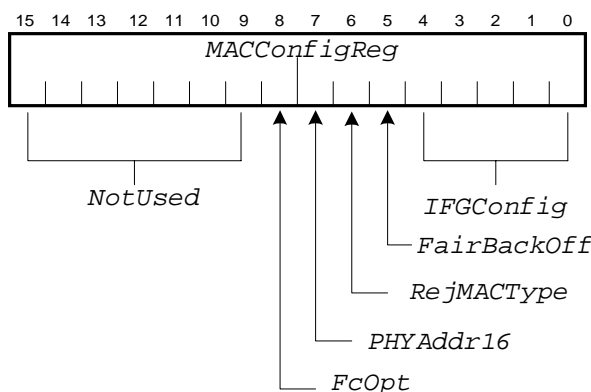 15 14 13 12 11 10 9 8 7 6 5 4 3 2 1 0
MACConfigReg
NotUsed
IFGConfig
FairBackOff
RejMACType
PHYAddr16
FcOpt